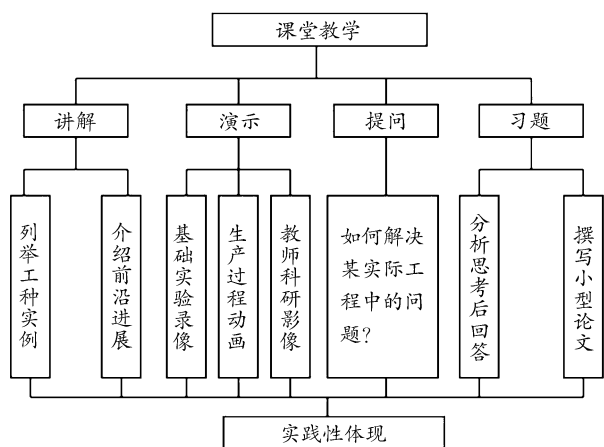 课堂教学
讲解
演示
提问
习题
列举工种实例
介绍前沿进展
基础实验录像
生产过程动画
教师科研影像
如何解决
某实际工
程中的问
题?
分析思考后回答
撰写小型论文
实践性体现